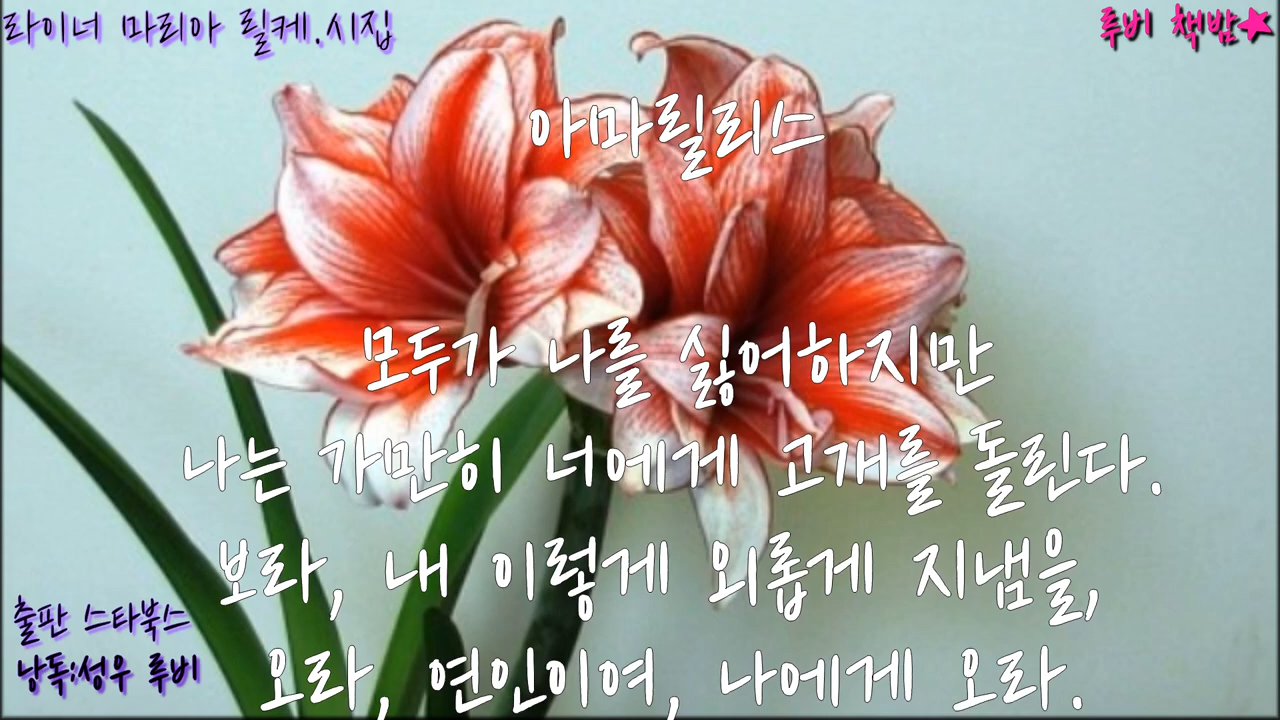 라이너 마리아 릴케.시집
루비 책밤★
아마릴리스
모두가 나를 싫어하지만
나는 가만히 너에게 고개를 돌린다.
보라, 내 이렇게 외롭게 지냄을,
오라, 연인이여, 나에게 오라.
출판 스타북스
낭독:성우 루비